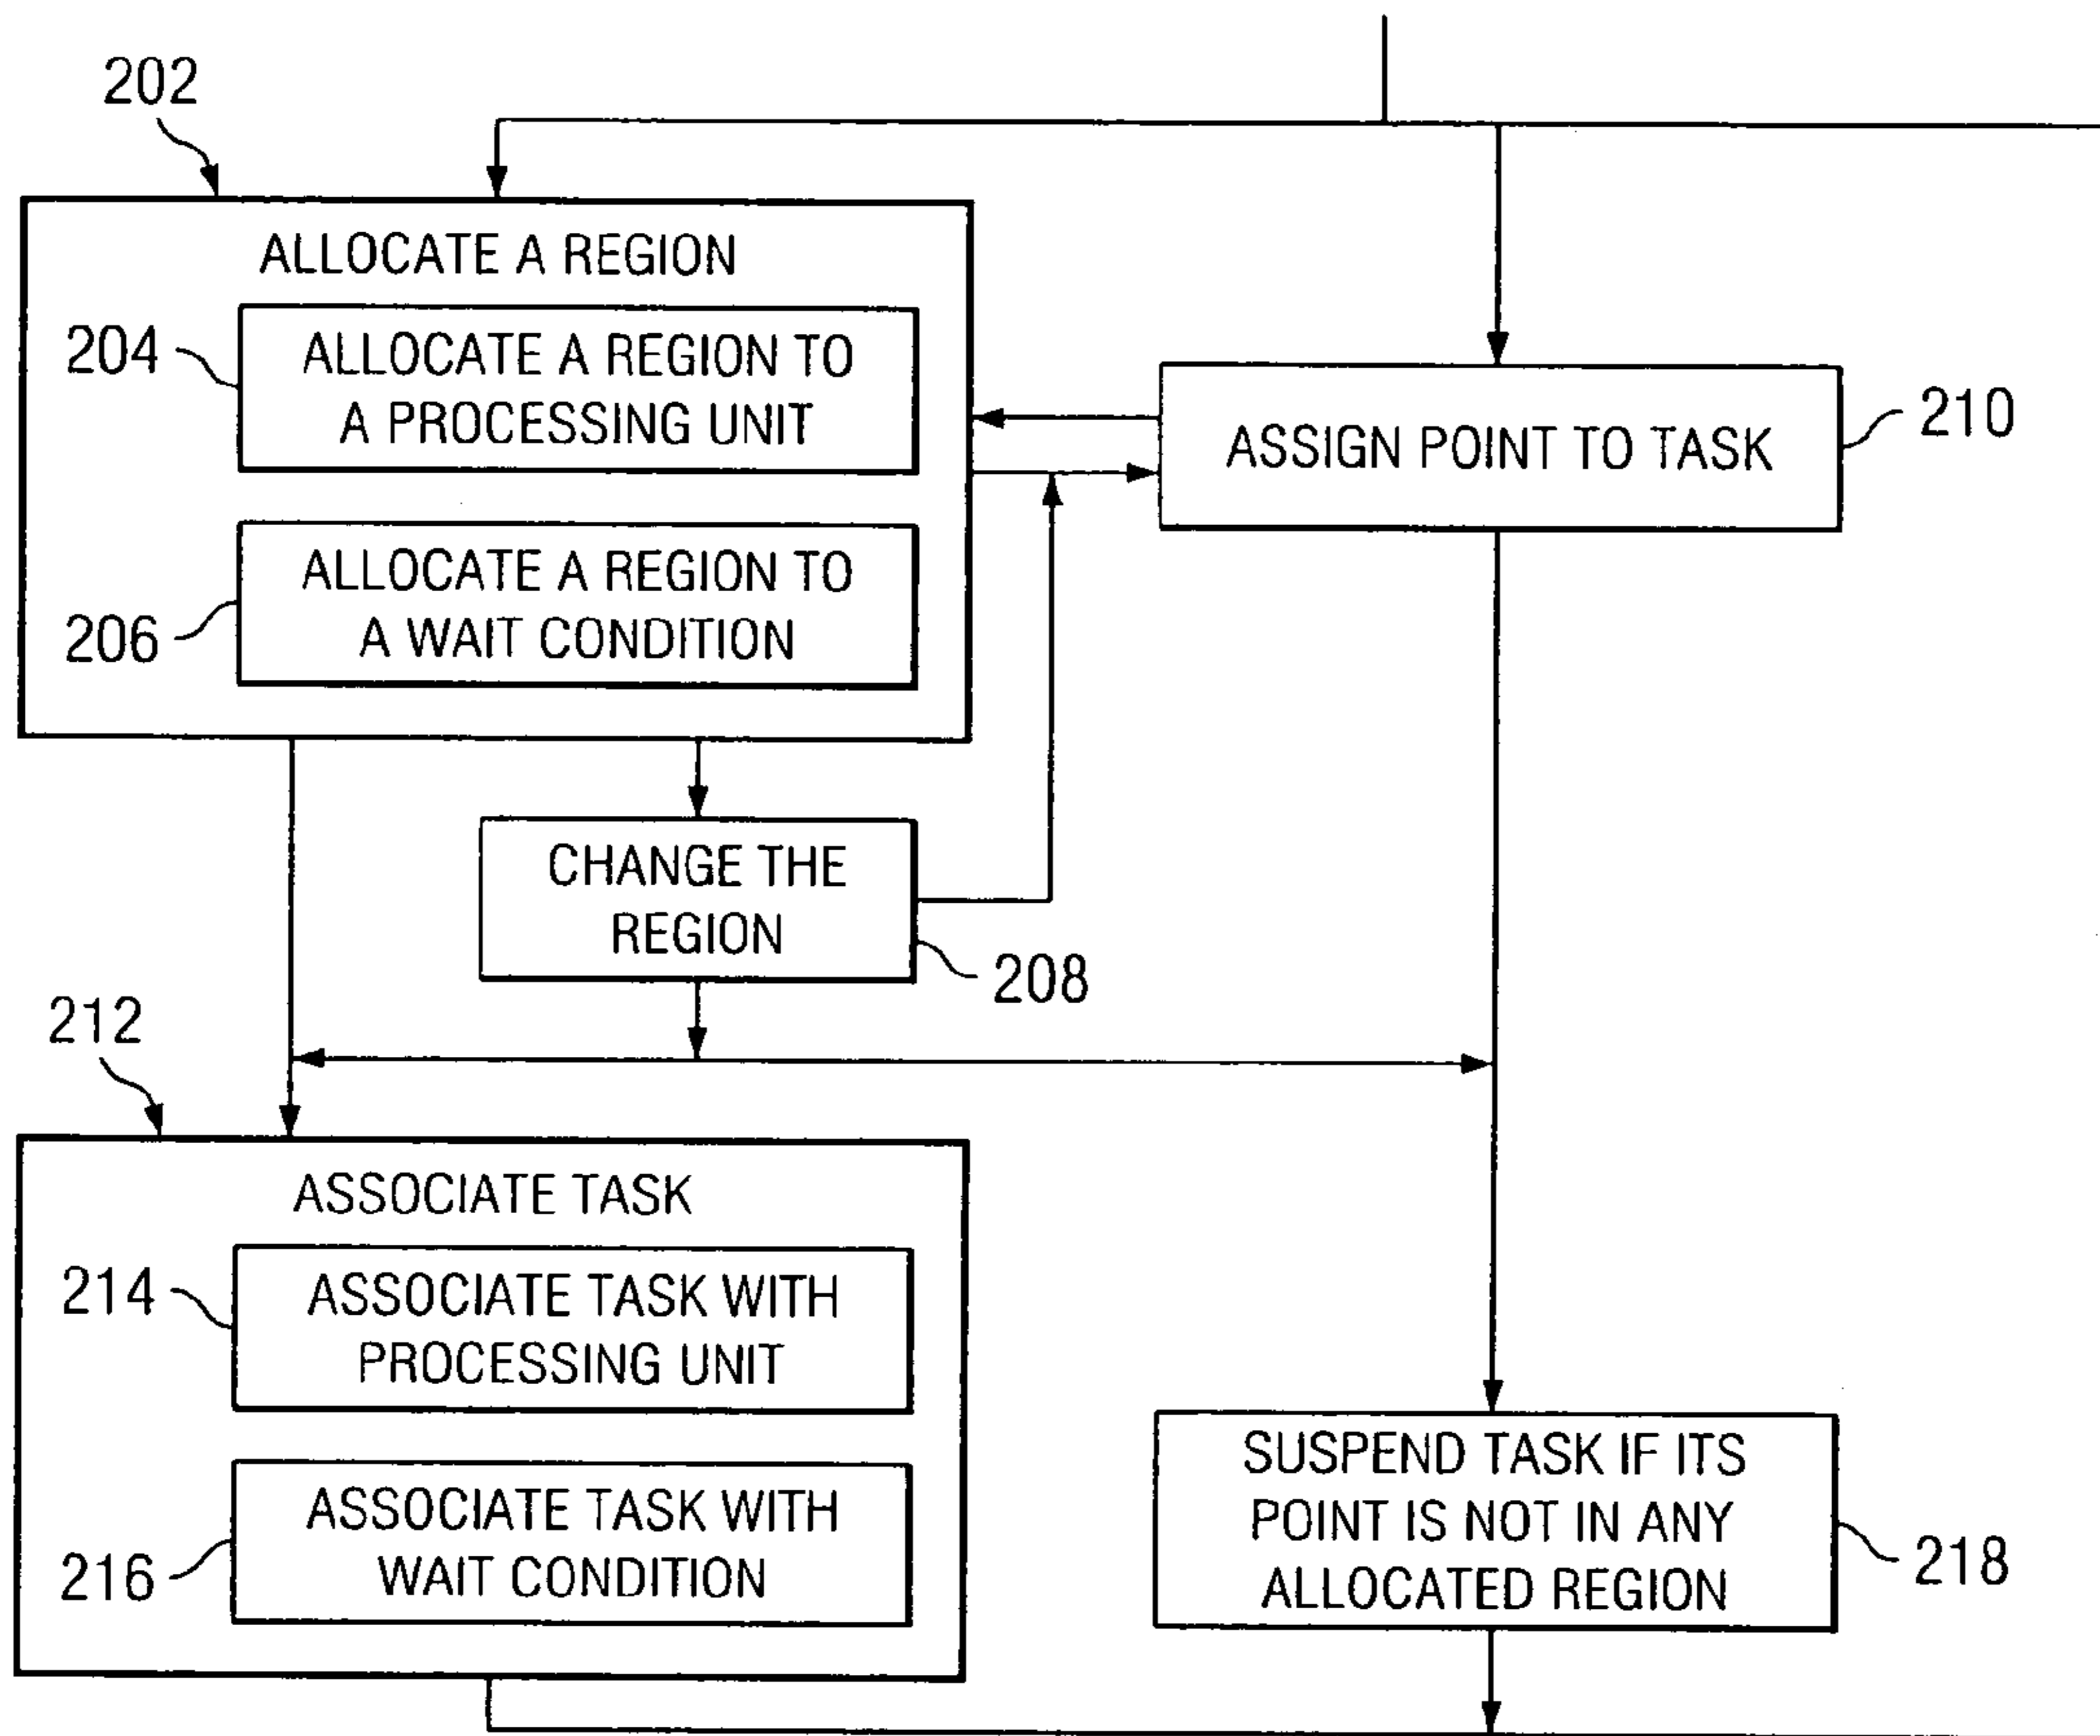 202
ALLOCATE A REGION
204
ALLOCATE A REGION TO
A PROCESSING UNIT
206
ALLOCATE A REGION TO
A WAIT CONDITION
ASSIGN POINT TO TASK
210
CHANGE THE
REGION
208
212
ASSOCIATE TASK
214
ASSOCIATE TASK WITH
PROCESSING UNIT
216
ASSOCIATE TASK WITH
WAIT CONDITION
SUSPEND TASK IF ITS
POINT IS NOT IN ANY
ALLOCATED REGION
218